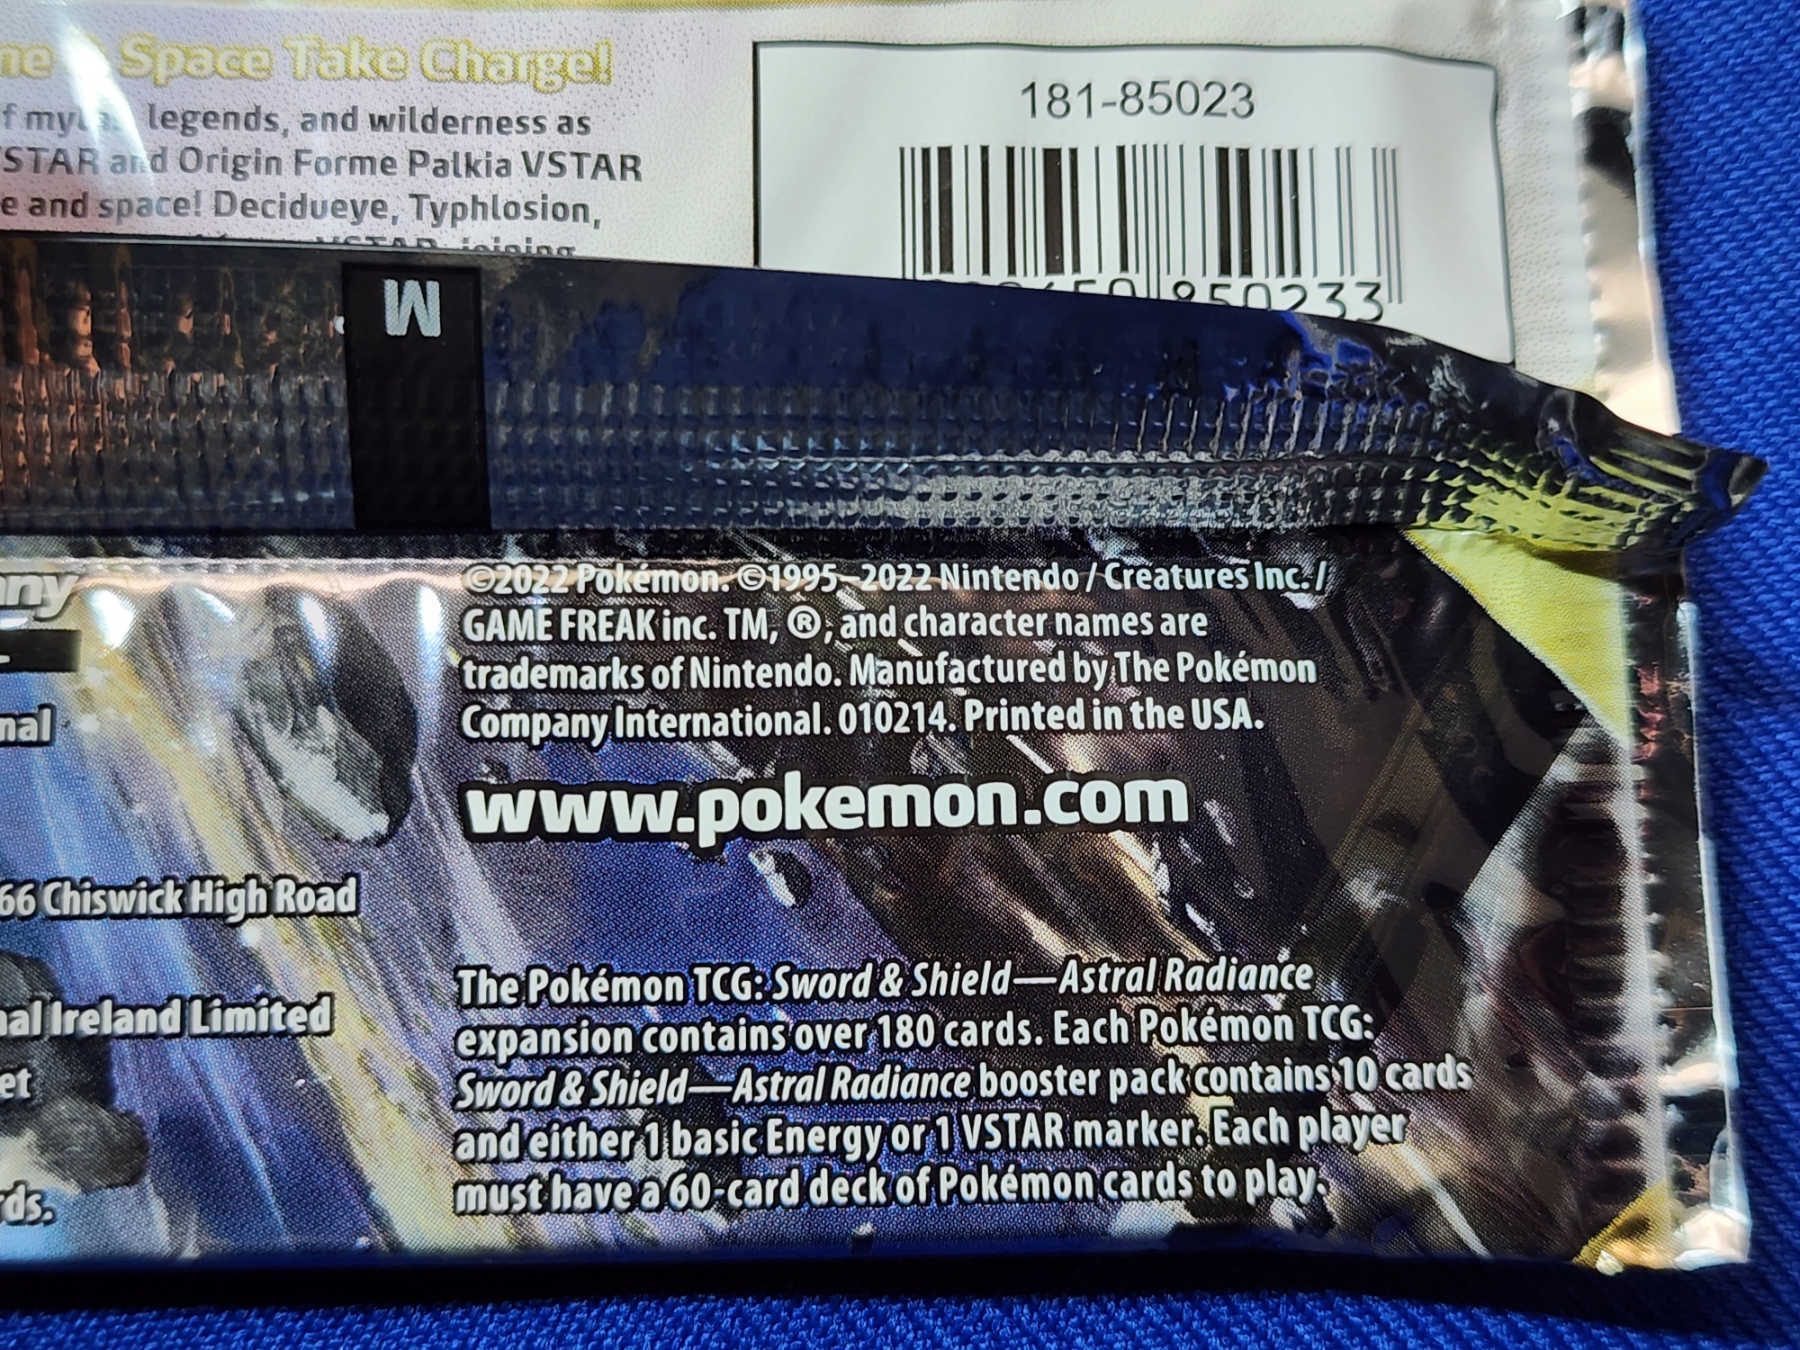 Space Take Charge!
legends, and wilderness as
and Origin Forme Palkia VSTAR
e and space! Decidueye, Typhlosion,
VSTAR, joining
181-85023
850233
M
©2022 Pokémon. ©1995–2022 Nintendo / Creatures Inc. /
GAME FREAK inc. TM, ®, and character names are
trademarks of Nintendo. Manufactured by The Pokémon
Company International. 010214. Printed in the USA.
www.pokemon.com
66 Chiswick High Road
nal Ireland Limited
The Pokémon TCG: Sword & Shield—Astral Radiance
expansion contains over 180 cards. Each Pokémon TCG:
Sword & Shield—Astral Radiance booster pack contains 10 cards
and either 1 basic Energy or 1 VSTAR marker. Each player
must have a 60-card deck of Pokémon cards to play.